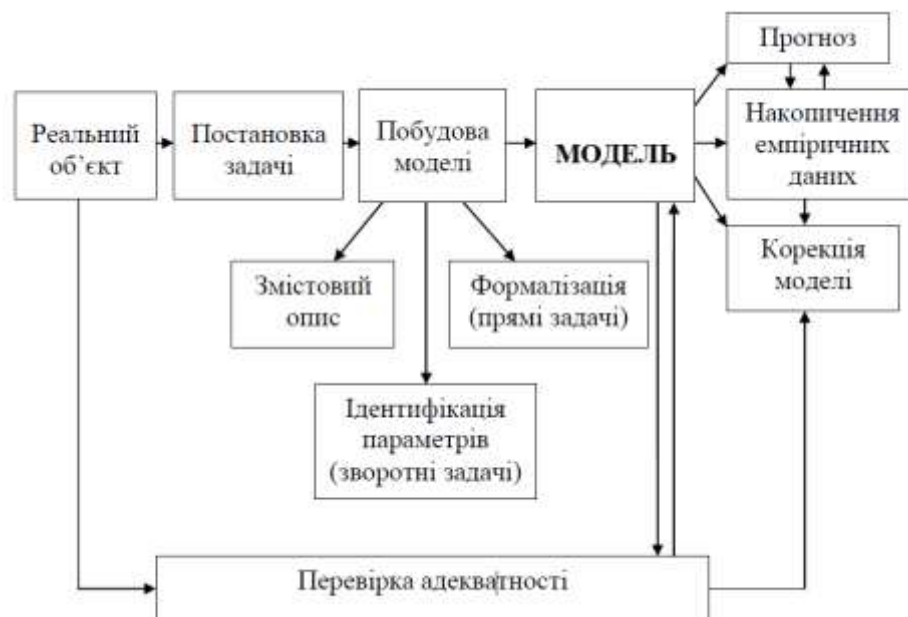 Прогноз
Реальний
об’єкт
Постановка
задачі
Побудова
моделі
МОДЕЛЬ
Накопичення
емпіричних
даних
Змістовий
опис
Формалізація
(прямі задачі)
Корекція
моделі
Ідентифікація
параметрів
(зворотні задачі)
Перевірка адекватності